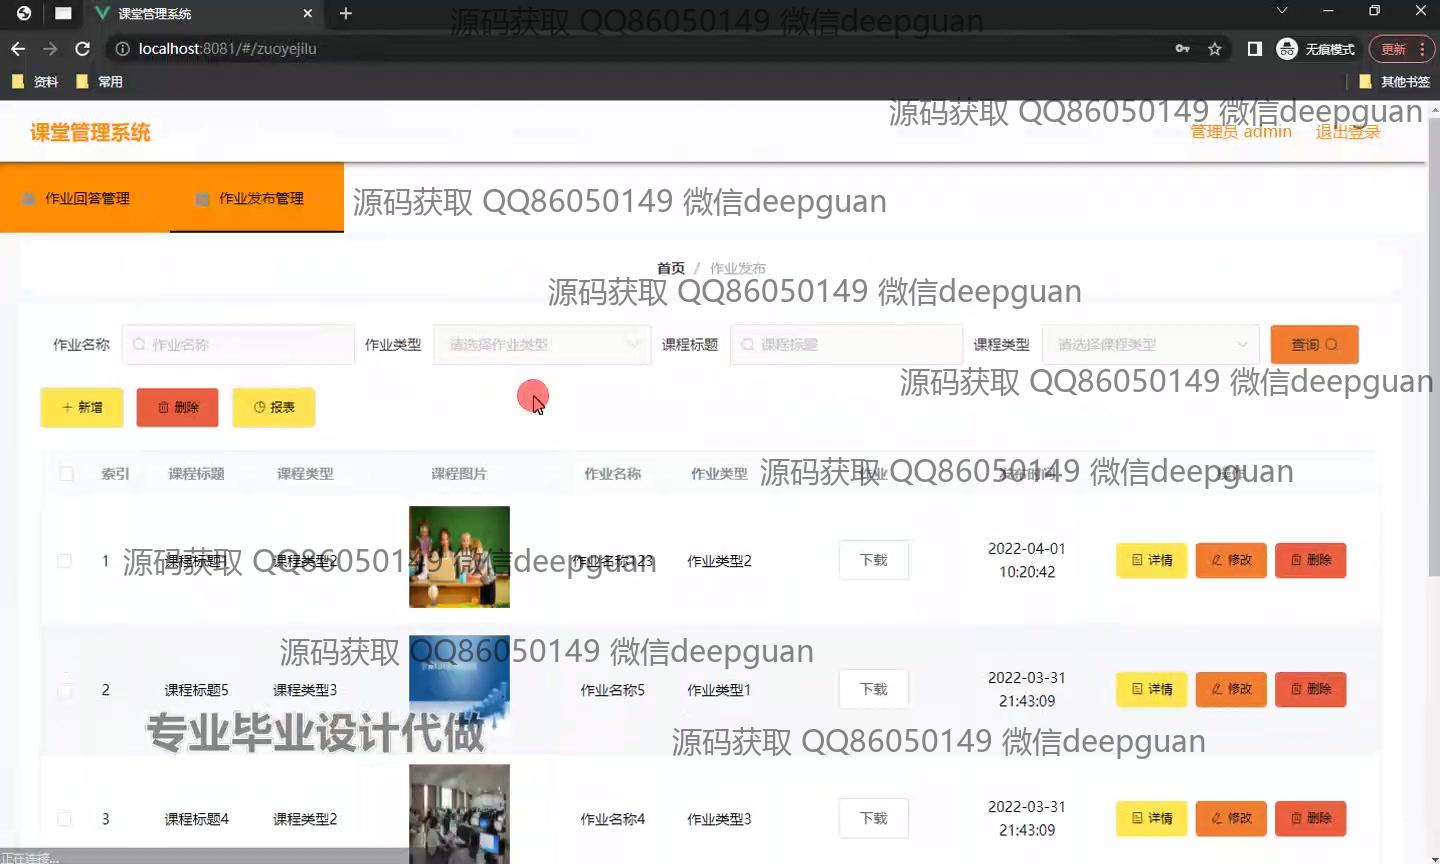 课堂管理系统
源码获取 QQ86050149 微信deepguan
localhost:8081/#/zuoyejilu
无痕模式
更新
资料
常用
其他书签
源码获取 QQ86050149 微信deepguan
课堂管理系统
管理员 admin
退出登录
作业回答管理
作业发布管理
源码获取 QQ86050149 微信deepguan
首页 / 作业发布
源码获取 QQ86050149 微信deepguan
作业名称 作业名称
作业类型 请选择作业类型
课程标题 课程标题
课程类型 请选择课程类型
查询
源码获取 QQ86050149 微信deepguan
新增
删除
报表
索引 课程标题 课程类型 课程图片 作业名称 作业类型 作业 发布时间 操作
源码获取 QQ86050149 微信deepguan
1 课程标题1 课程类型2 作业名称123 作业类型2 下载 2022-04-01 10:20:42 详情 修改 删除
源码获取 QQ86050149 微信deepguan
源码获取 QQ86050149 微信deepguan
2 课程标题5 课程类型3 作业名称5 作业类型1 下载 2022-03-31 21:43:09 详情 修改 删除
专业毕业设计代做
源码获取 QQ86050149 微信deepguan
3 课程标题4 课程类型2 作业名称4 作业类型3 下载 2022-03-31 21:43:09 详情 修改 删除
正在连接...